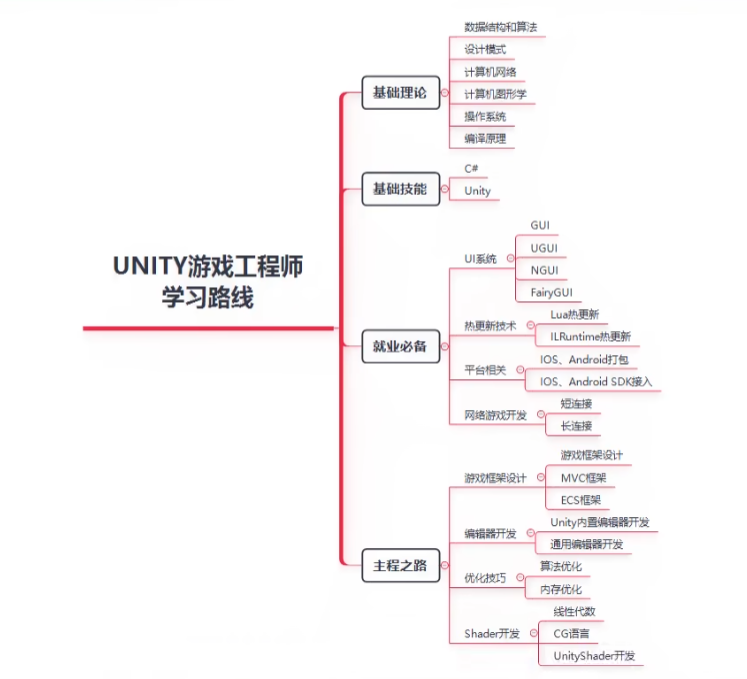 UNITY游戏工程师
学习路线
基础理论
数据结构和算法
设计模式
计算机网络
计算机图形学
操作系统
编译原理
基础技能
C#
Unity
就业必备
UI系统
GUI
UGUI
NGUI
FairyGUI
热更新技术
Lua热更新
ILRuntime热更新
平台相关
IOS、Android打包
IOS、Android SDK接入
网络游戏开发
短连接
长连接
主程之路
游戏框架设计
游戏框架设计
MVC框架
ECS框架
编辑器开发
Unity内置编辑器开发
通用编辑器开发
优化技巧
算法优化
内存优化
Shader开发
线性代数
CG语言
UnityShader开发